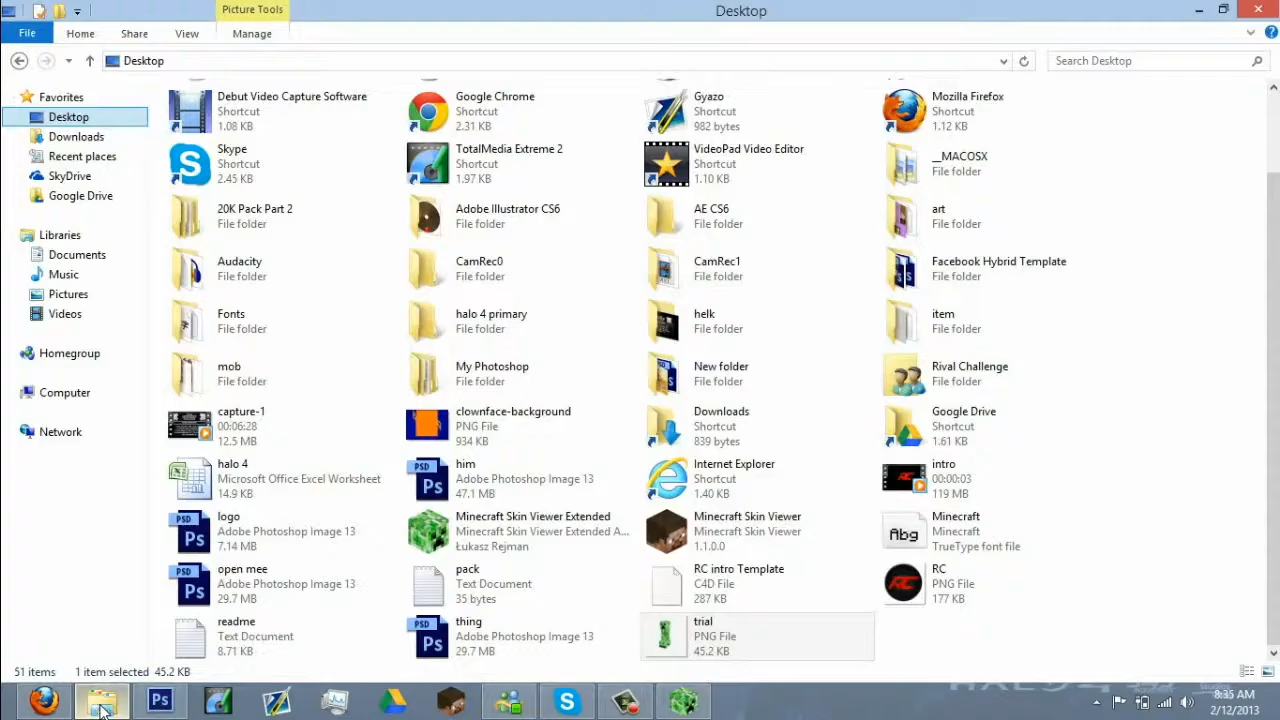 Picture Tools
Desktop
File
Home
Share
View
Manage
Desktop
Search Desktop
Favorites
Desktop
Downloads
Recent places
SkyDrive
Google Drive
Libraries
Documents
Music
Pictures
Videos
Homegroup
Computer
Network
Debut Video Capture Software
Shortcut
1.08 KB
Google Chrome
Shortcut
2.31 KB
Gyazo
Shortcut
982 bytes
Mozilla Firefox
Shortcut
1.12 KB
Skype
Shortcut
2.45 KB
TotalMedia Extreme 2
Shortcut
1.97 KB
VideoPad Video Editor
Shortcut
1.10 KB
__MACOSX
File folder
20K Pack Part 2
File folder
Adobe Illustrator CS6
File folder
AE CS6
File folder
art
File folder
Audacity
File folder
CamRec0
File folder
CamRec1
File folder
Facebook Hybrid Template
File folder
Fonts
File folder
halo 4 primary
File folder
helk
File folder
item
File folder
mob
File folder
My Photoshop
File folder
New folder
File folder
Rival Challenge
File folder
capture-1
00:06:28
12.5 MB
clownface-background
PNG File
934 KB
Downloads
Shortcut
839 bytes
Google Drive
Shortcut
1.61 KB
halo 4
Microsoft Office Excel Worksheet
14.9 KB
PSD
Ps
him
Adobe Photoshop Image 13
47.1 MB
Internet Explorer
Shortcut
1.40 KB
intro
00:00:03
119 MB
PSD
Ps
logo
Adobe Photoshop Image 13
7.14 MB
Minecraft Skin Viewer Extended
Minecraft Skin Viewer Extended A...
Łukasz Rejman
Minecraft Skin Viewer
Minecraft Skin Viewer
1.1.0.0
Abg
Minecraft
TrueType font file
PSD
Ps
open mee
Adobe Photoshop Image 13
29.7 MB
pack
Text Document
35 bytes
RC intro Template
C4D File
287 KB
RC
RC
PNG File
177 KB
readme
Text Document
8.71 KB
PSD
Ps
thing
Adobe Photoshop Image 13
29.7 MB
trial
PNG File
45.2 KB
51 items
1 item selected 45.2 KB
Ps
8:35 AM
2/12/2013